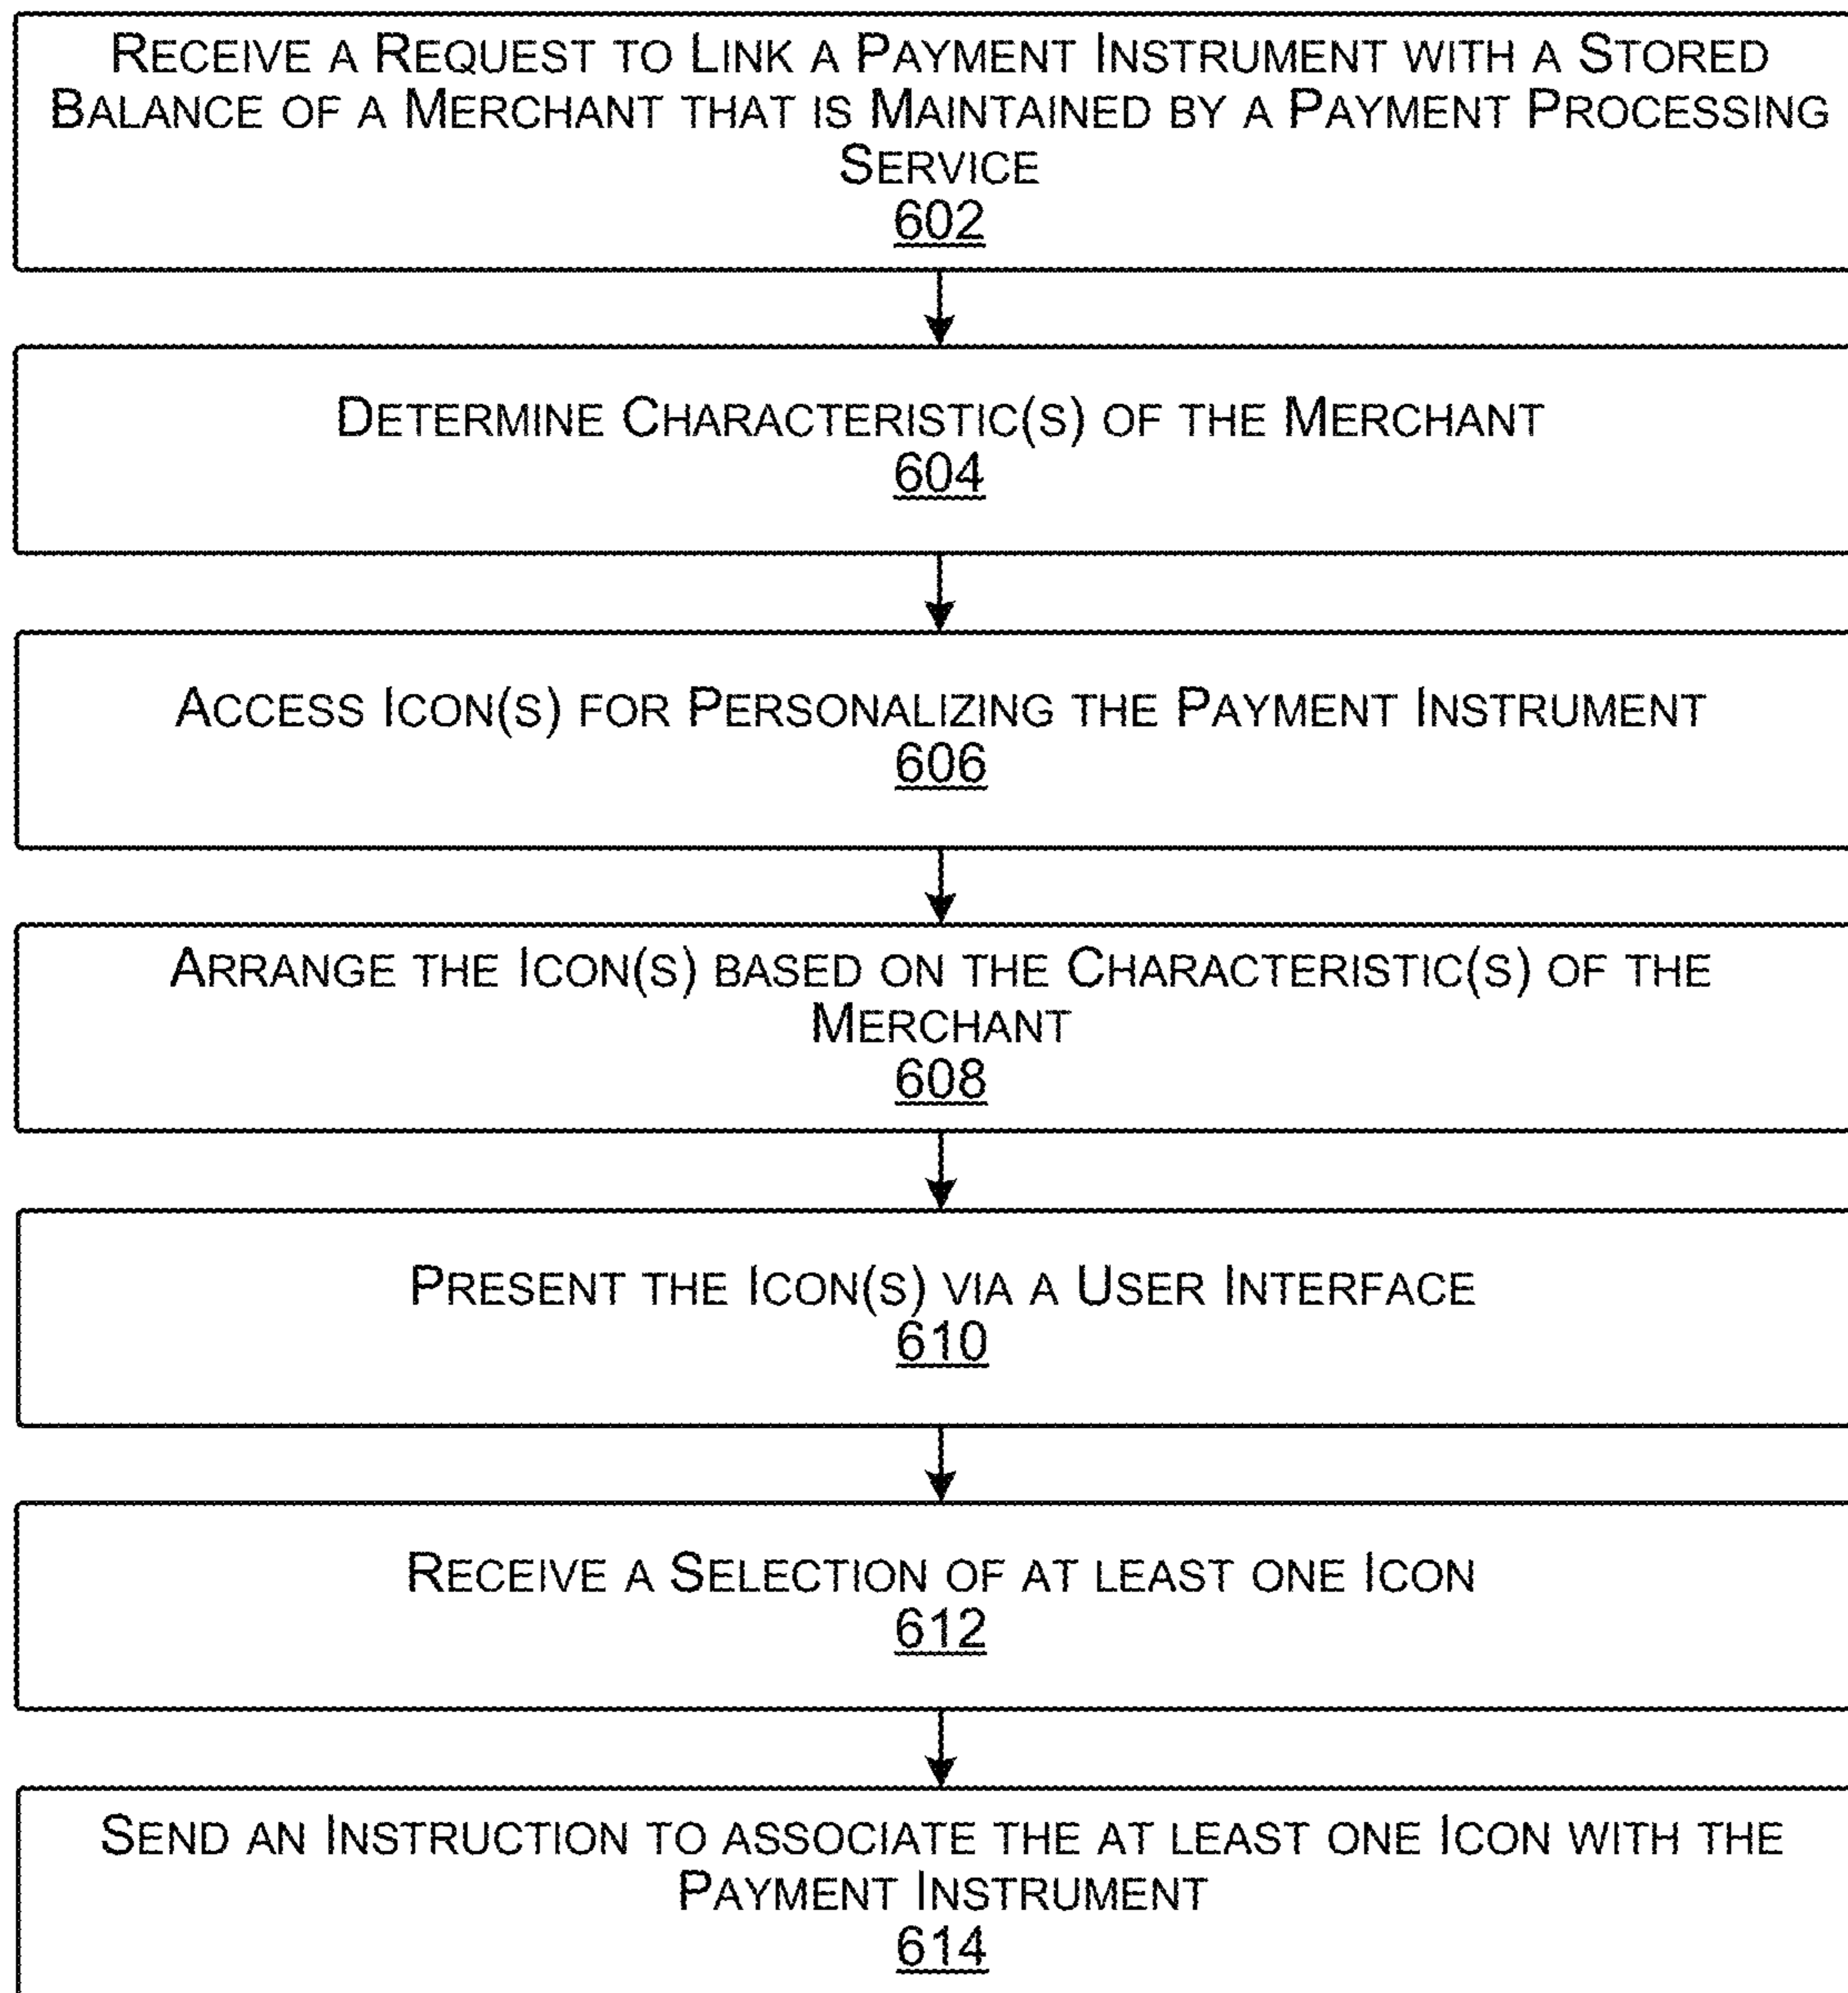 Receive a Request to Link a Payment Instrument with a Stored
Balance of a Merchant that is Maintained by a Payment Processing
Service
602
Determine Characteristic(s) of the Merchant
604
Access Icon(s) for Personalizing the Payment Instrument
606
Arrange the Icon(s) based on the Characteristic(s) of the
Merchant
608
Present the Icon(s) via a User Interface
610
Receive a Selection of at least one Icon
612
Send an Instruction to associate the at least one Icon with the
Payment Instrument
614